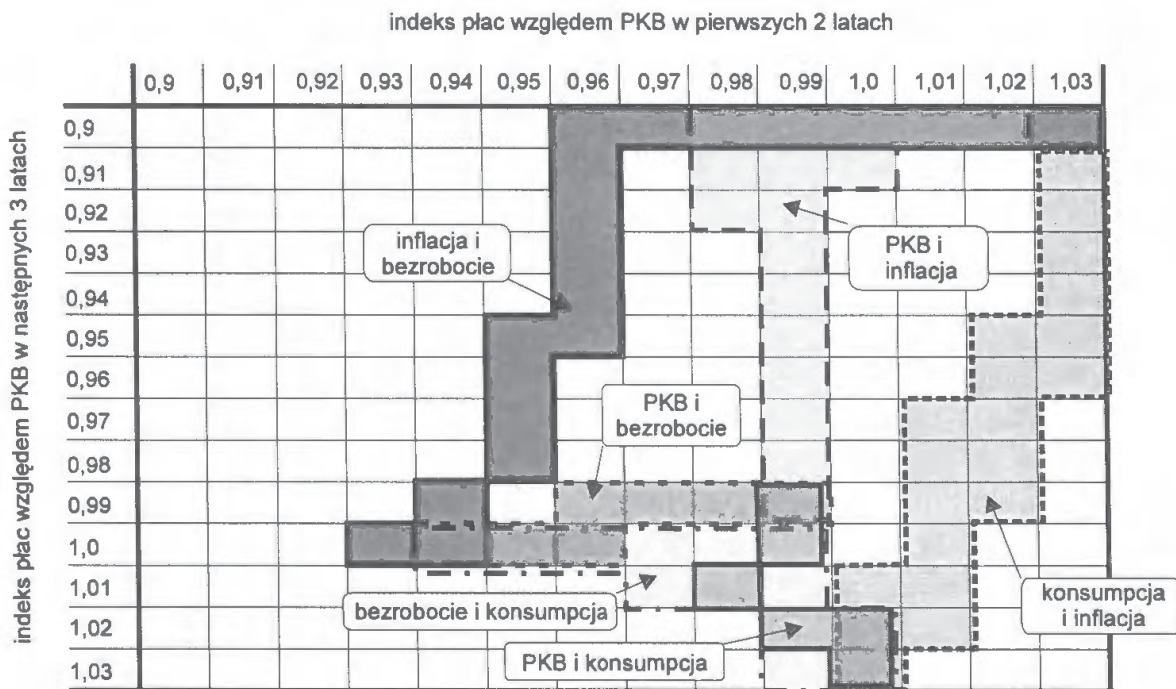 indeks płac względem PKB w pierwszych 2 latach
0,9 0,91 0,92 0,93 0,94 0,95 0,96 0,97 0,98 0,99 1,0 1,01 1,02 1,03
indeks płac względem PKB w następnych 3 latach
0,9
0,91
0,92
0,93
0,94
0,95
0,96
0,97
0,98
0,99
1,0
1,01
1,02
1,03
inflacja i
bezrobocie
PKB i
inflacja
PKB i
bezrobocie
bezrobocie i konsumpcja
PKB i konsumpcja
konsumpcja
i inflacja